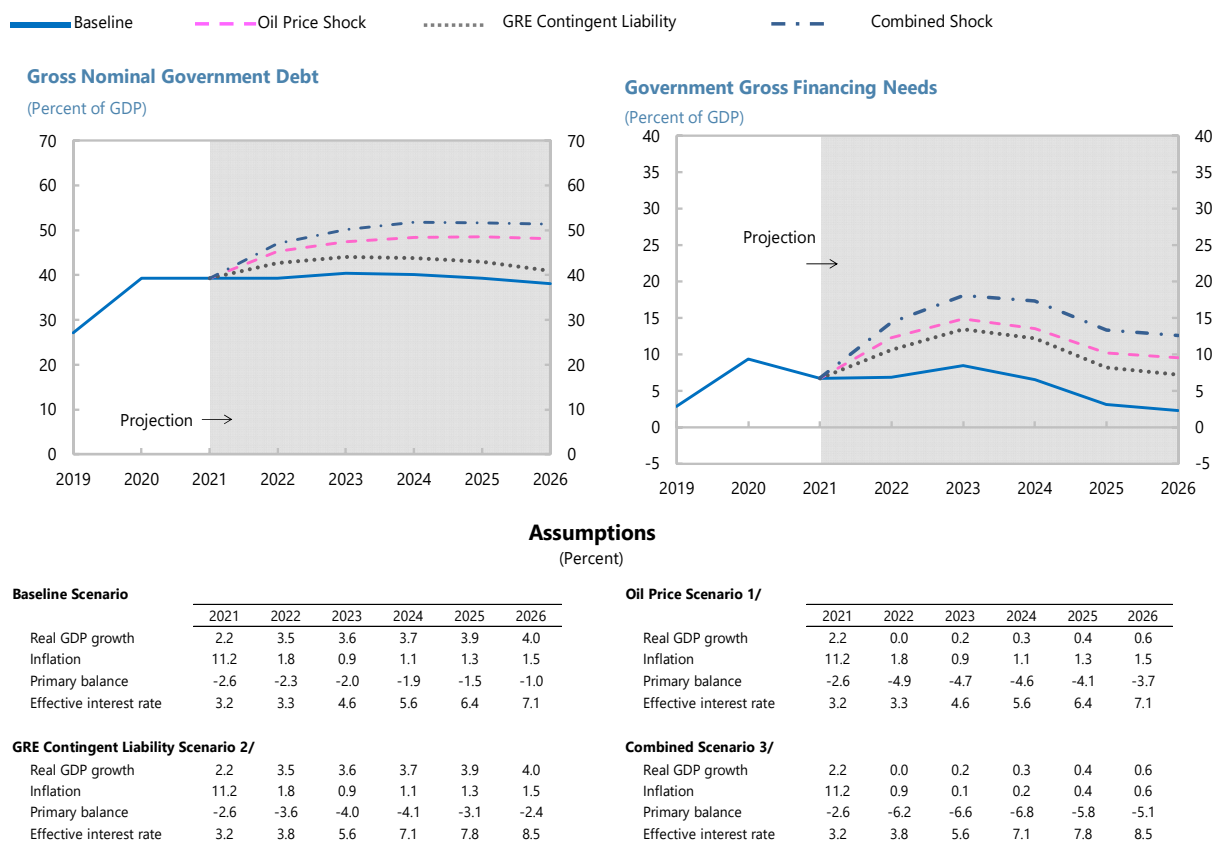 Baseline Oil Price Shock GRE Contingent Liability Combined Shock
Gross Nominal Government Debt
(Percent of GDP)
70 70
60 60
50 50
40 40
30 30
20 20
10 10
0 0
Projection
2019 2020 2021 2022 2023 2024 2025 2026
Government Gross Financing Needs
(Percent of GDP)
40 40
35 35
30 30
25 25
20 20
15 15
10 10
5 5
0 0
-5 -5
Projection
2019 2020 2021 2022 2023 2024 2025 2026
Assumptions
(Percent)
Baseline Scenario
2021 2022 2023 2024 2025 2026
Real GDP growth 2.2 3.5 3.6 3.7 3.9 4.0
Inflation 11.2 1.8 0.9 1.1 1.3 1.5
Primary balance -2.6 -2.3 -2.0 -1.9 -1.5 -1.0
Effective interest rate 3.2 3.3 4.6 5.6 6.4 7.1
Oil Price Scenario 1/
2021 2022 2023 2024 2025 2026
Real GDP growth 2.2 0.0 0.2 0.3 0.4 0.6
Inflation 11.2 1.8 0.9 1.1 1.3 1.5
Primary balance -2.6 -4.9 -4.7 -4.6 -4.1 -3.7
Effective interest rate 3.2 3.3 4.6 5.6 6.4 7.1
GRE Contingent Liability Scenario 2/
Real GDP growth 2.2 3.5 3.6 3.7 3.9 4.0
Inflation 11.2 1.8 0.9 1.1 1.3 1.5
Primary balance -2.6 -3.6 -4.0 -4.1 -3.1 -2.4
Effective interest rate 3.2 3.8 5.6 7.1 7.8 8.5
Combined Scenario 3/
Real GDP growth 2.2 0.0 0.2 0.3 0.4 0.6
Inflation 11.2 0.9 0.1 0.2 0.4 0.6
Primary balance -2.6 -6.2 -6.6 -6.8 -5.8 -5.1
Effective interest rate 3.2 3.8 5.6 7.1 7.8 8.5